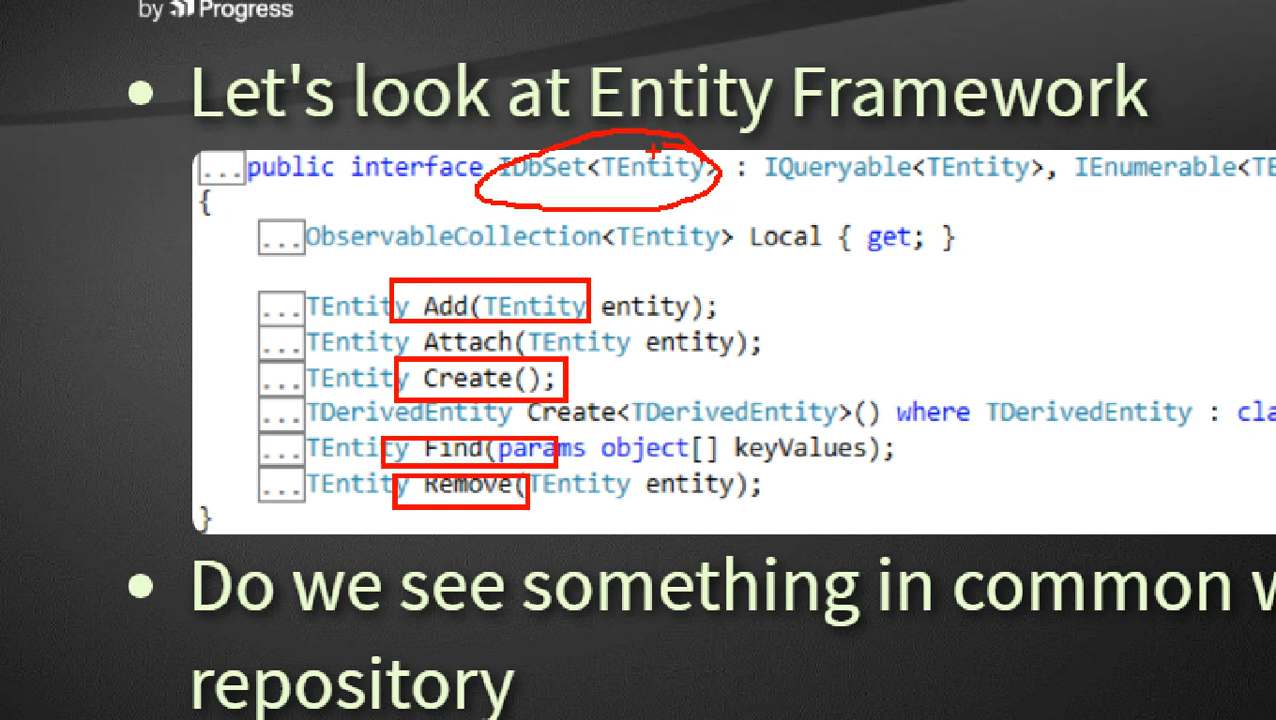 by Progress
• Let's look at Entity Framework
...public interface IDbSet<TEntity> : IQueryable<TEntity>, IEnumerable<TE
{
...ObservableCollection<TEntity> Local { get; }
...TEntity Add(TEntity entity);
...TEntity Attach(TEntity entity);
...TEntity Create();
...TDerivedEntity Create<TDerivedEntity>() where TDerivedEntity : cla
...TEntity Find(params object[] keyValues);
...TEntity Remove(TEntity entity);
}
• Do we see something in common w
repository